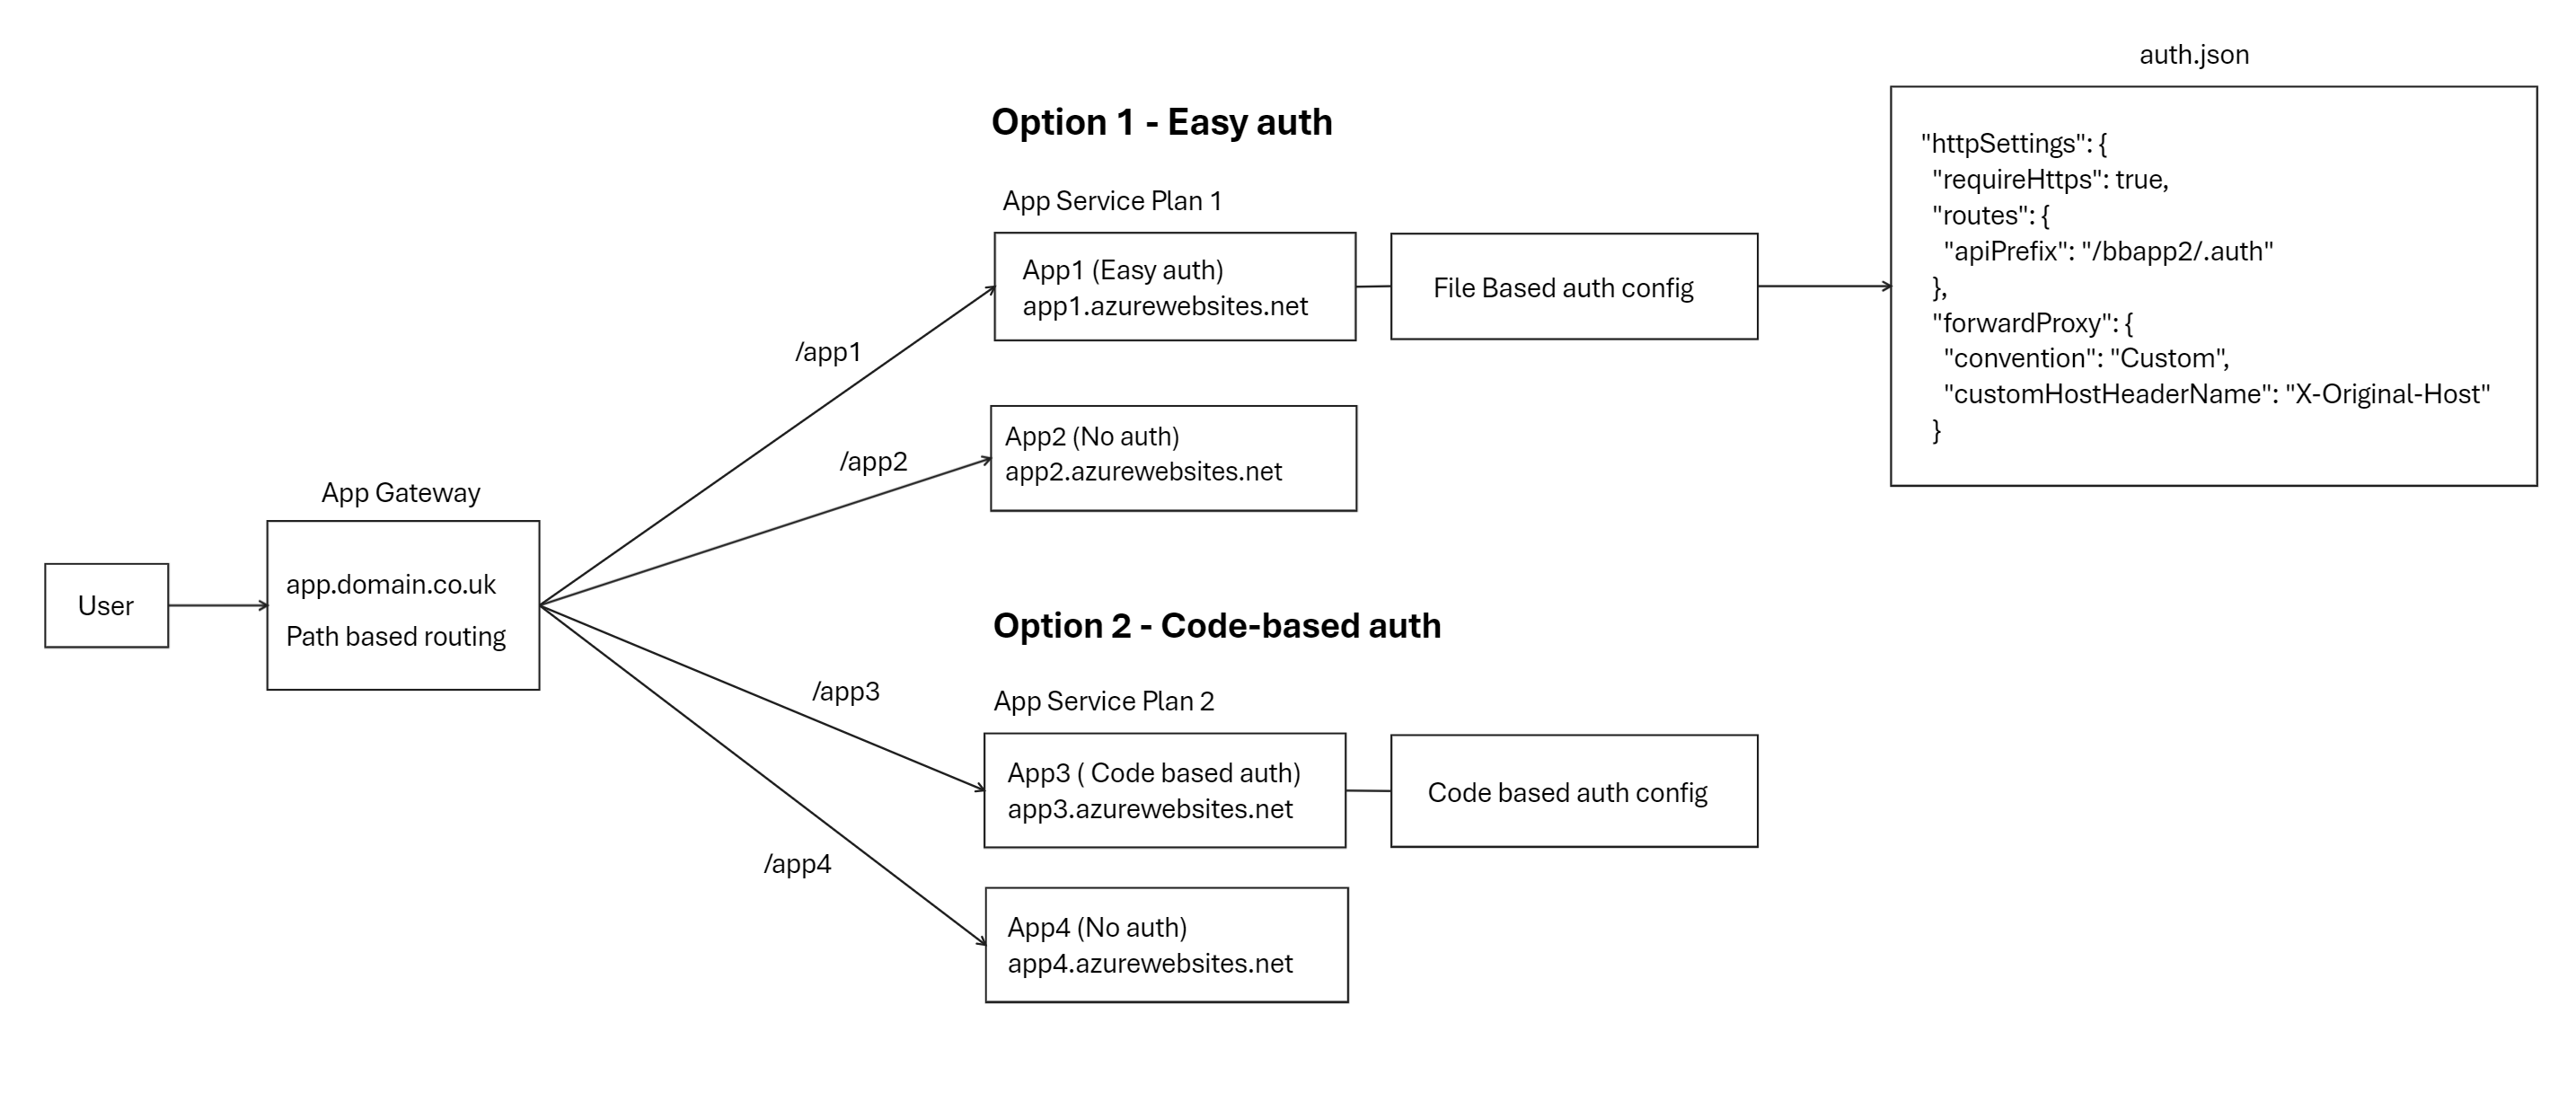 auth.json
"httpSettings": {
"requireHttps": true,
"routes": {
"apiPrefix": "/bbapp2/.auth"
},
"forwardProxy": {
"convention": "Custom",
"customHostHeaderName": "X-Original-Host"
}
Option 1 - Easy auth
App Service Plan 1
App1 (Easy auth)
app1.azurewebsites.net
File Based auth config
/app1
App2 (No auth)
app2.azurewebsites.net
/app2
App Gateway
app.domain.co.uk
Path based routing
User
Option 2 - Code-based auth
App Service Plan 2
/app3
App3 ( Code based auth)
app3.azurewebsites.net
Code based auth config
/app4
App4 (No auth)
app4.azurewebsites.net